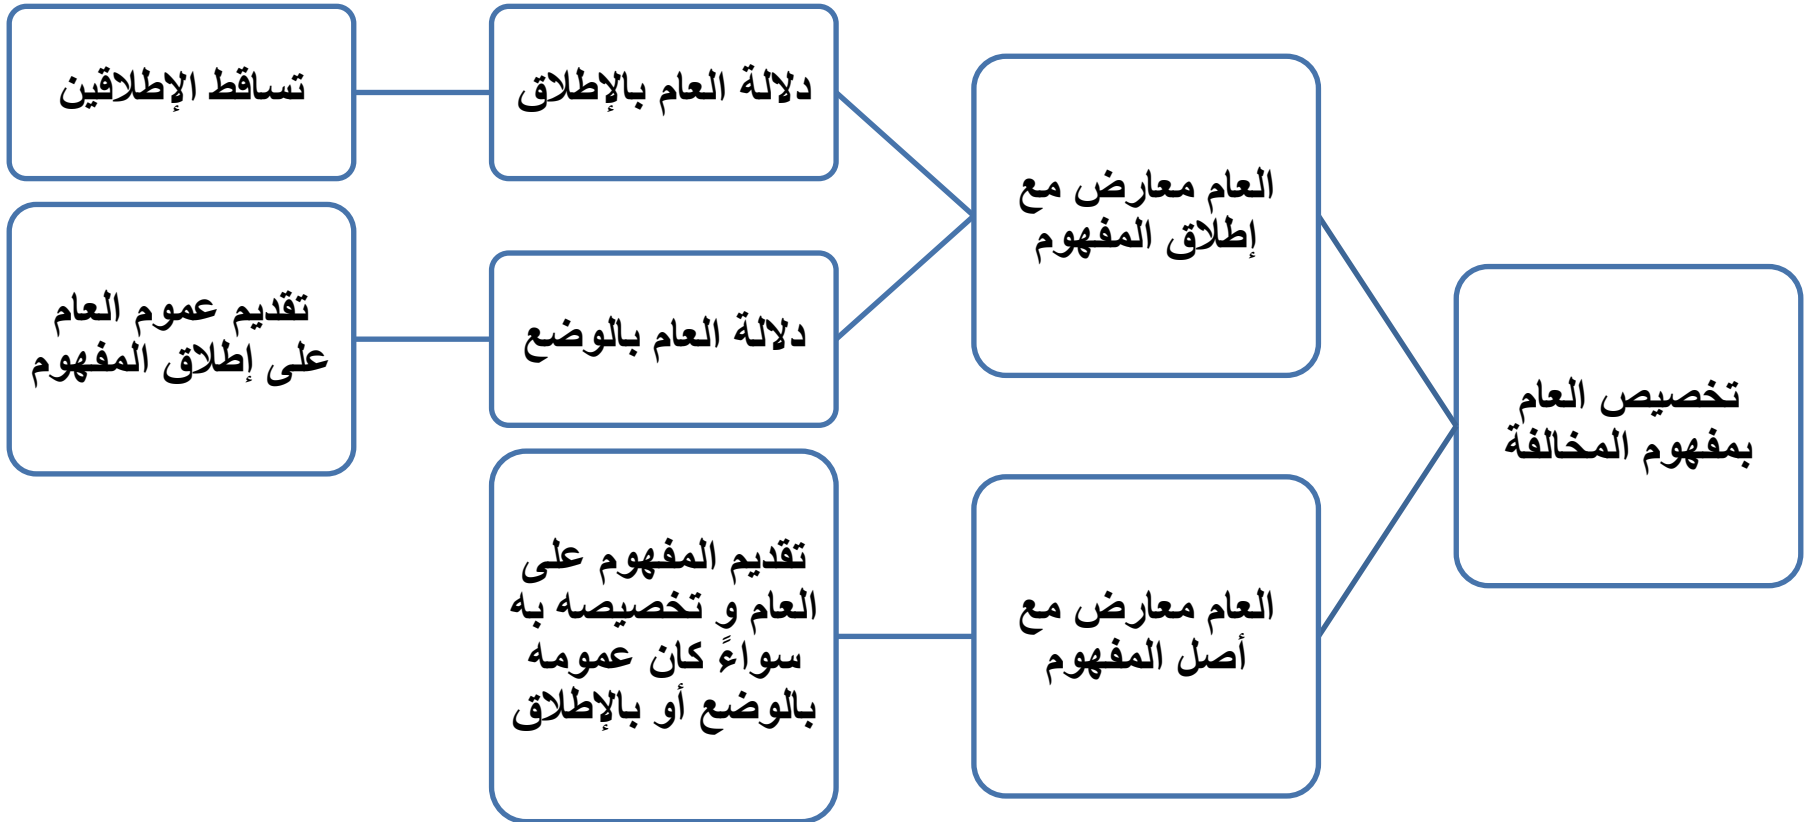 تخصيص العام
بمفهوم المخالفة
العام معارض مع
إطلاق المفهوم
دلالة العام بالإطلاق
تساقط الإطلاقين
دلالة العام بالوضع
تقديم عموم العام
على إطلاق المفهوم
العام معارض مع
أصل المفهوم
تقديم المفهوم على
العام و تخصيصه به
سواءً كان عمومه
بالوضع أو بالإطلاق